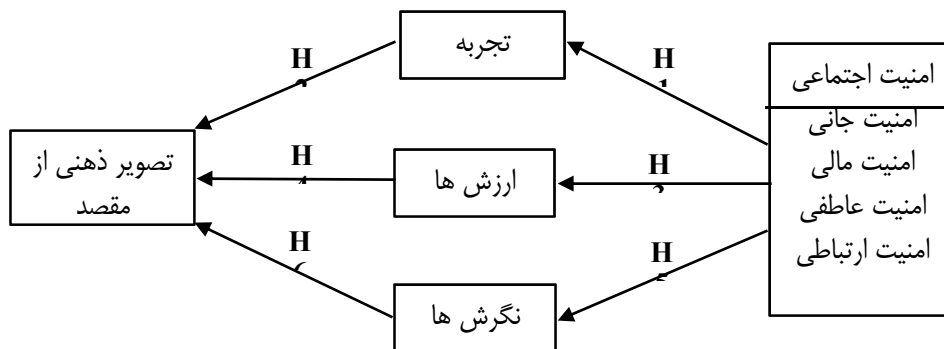 امنیت اجتماعی
امنیت جانی
امنیت مالی
امنیت عاطفی
امنیت ارتباطی
H
H
H
تجربه
ارزش ها
نگرش ها
H
H
H
تصویر ذهنی از
مقصد